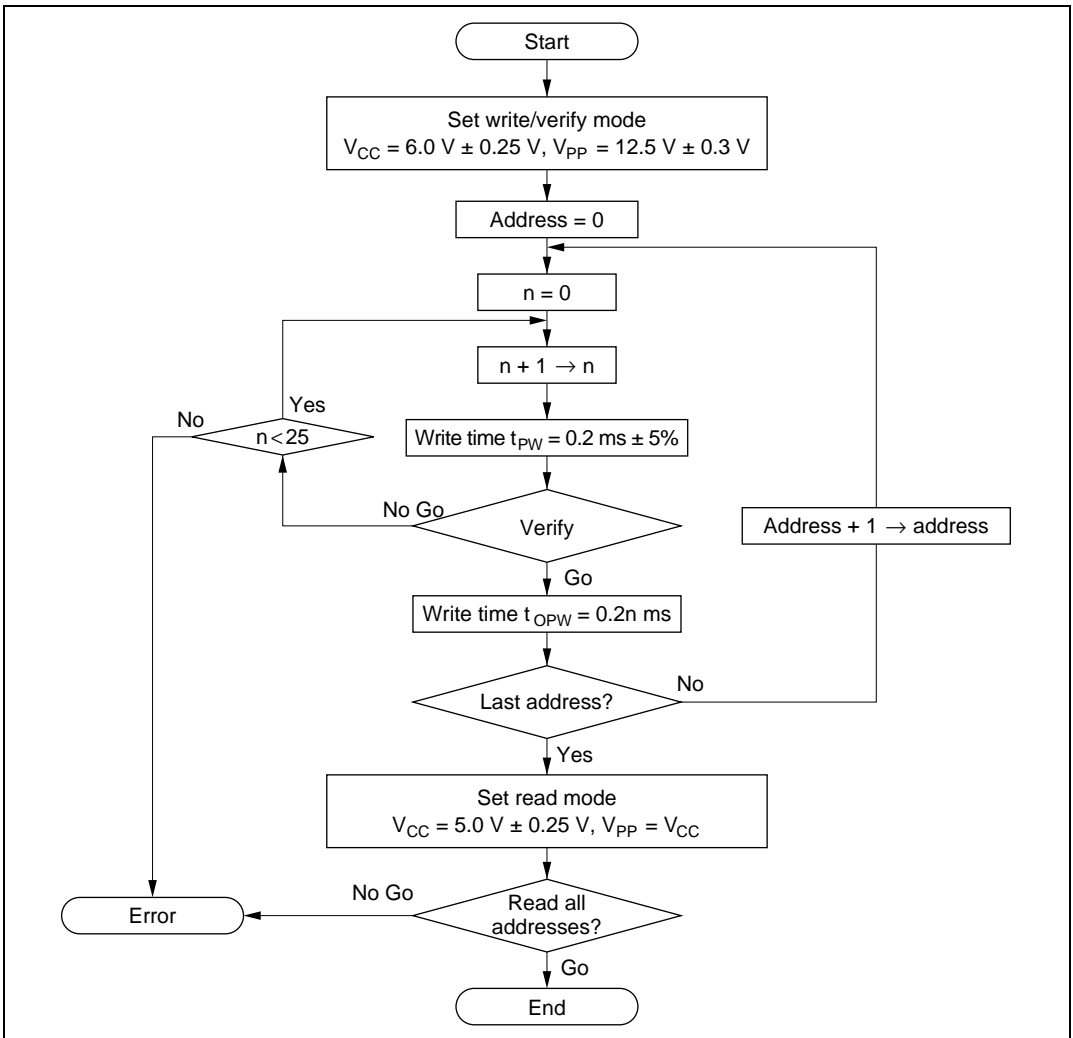 Start
Set write/verify mode
VCC = 6.0 V ± 0.25 V, VPP = 12.5 V ± 0.3 V
Address = 0
n = 0
n + 1 → n
No
Yes
n<25
Write time tPW = 0.2 ms ± 5%
No Go
Verify
Address + 1 → address
Go
Write time tOPW = 0.2n ms
Last address?
No
Yes
Set read mode
VCC = 5.0 V ± 0.25 V, VPP = VCC
No Go
Read all
addresses?
Error
Go
End